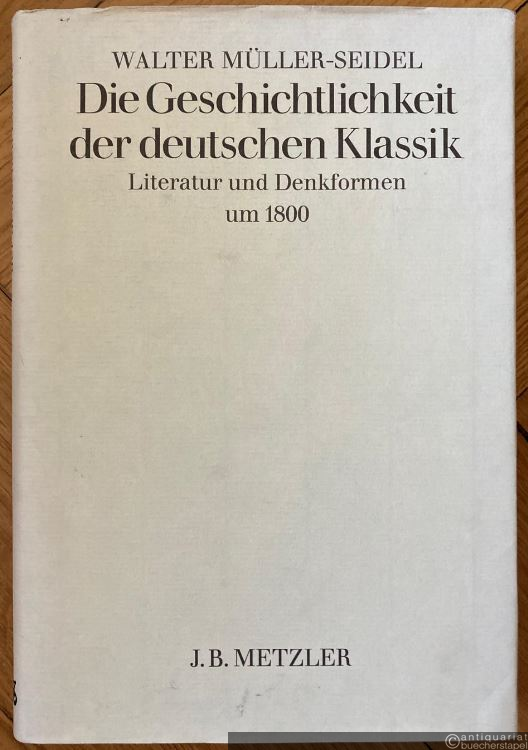 WALTER MÜLLER-SEIDEL
Die Geschichtlichkeit
der deutschen Klassik
Literatur und Denkformen
um 1800
J. B. METZLER
©antiquariat
buecherstapel